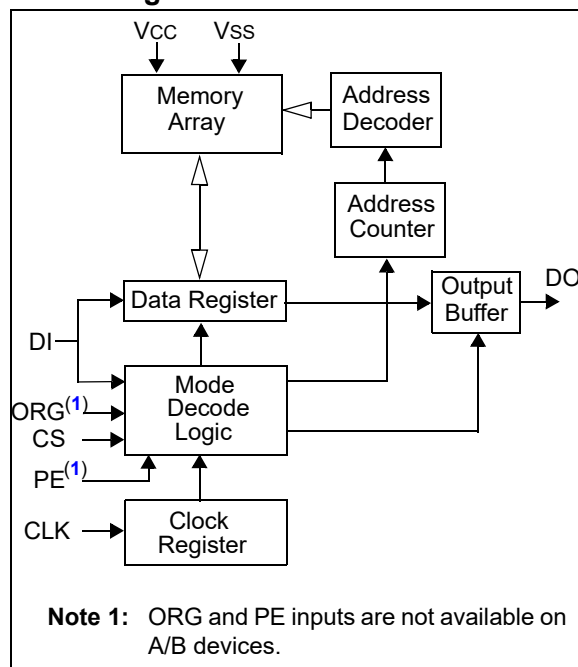 VCC VSS
Memory
Array
Address
Decoder
Address
Counter
Data Register
Output
Buffer
DO
DI
Mode
Decode
Logic
ORG(1)
CS
PE(1)
CLK
Clock
Register
Note 1: ORG and PE inputs are not available on
A/B devices.